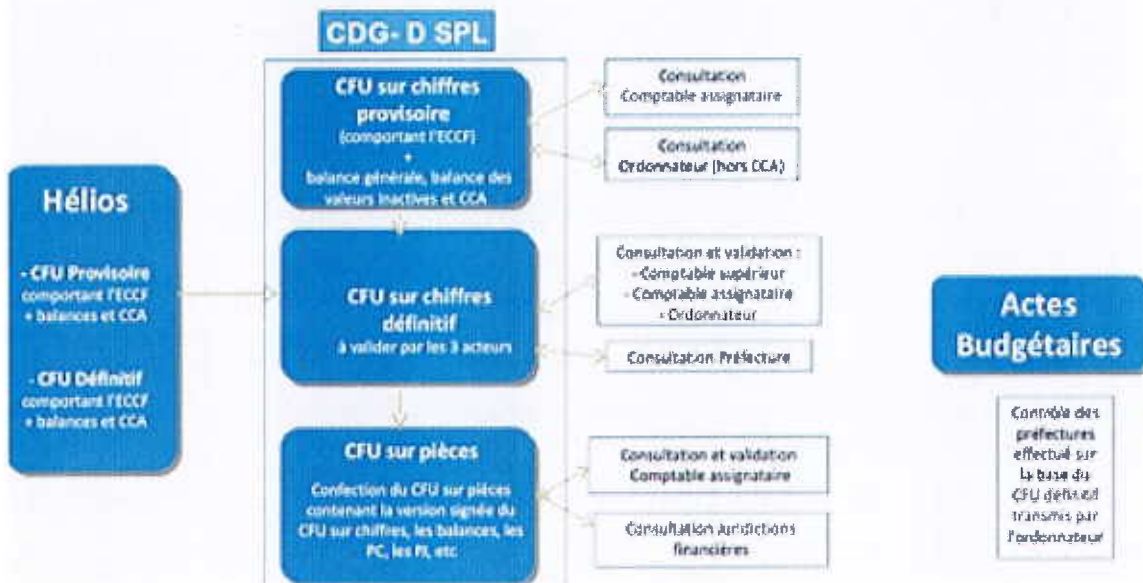 CDG- D SPL
Hélios
- CFU Provisoire
comportant l'ECCF
+ balances et CCA
- CFU Définitif
comportant l'ECCF
+ balances et CCA
CFU sur chiffres
provisoire
(comportant l'ECCF)
+
balance générale, balance des
valeurs inactives et CCA
Consultation
Comptable assignataire
Consultation
Ordonnateur (hors CCA)
CFU sur chiffres
définitif
à valider par les 3 acteurs
Consultation et validation :
- Comptable supérieur
- Comptable assignataire
- Ordonnateur
Consultation Préfecture
CFU sur pièces
Confection du CFU sur pièces
contenant la version signée du
CFU sur chiffres, les balances, les
PC, les PJ, etc
Consultation et validation
Comptable assignataire
Consultation Juridictions
financières
Actes
Budgétaires
Contrôle des
préfectures
effectué sur
la base du
CFU définitif
transmis par
l'ordonnateur